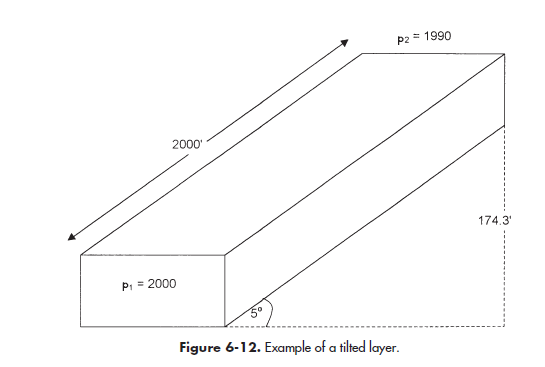 p₂ = 1990
2000'
174.3'
p₁ = 2000
5°
Figure 6-12. Example of a tilted layer.